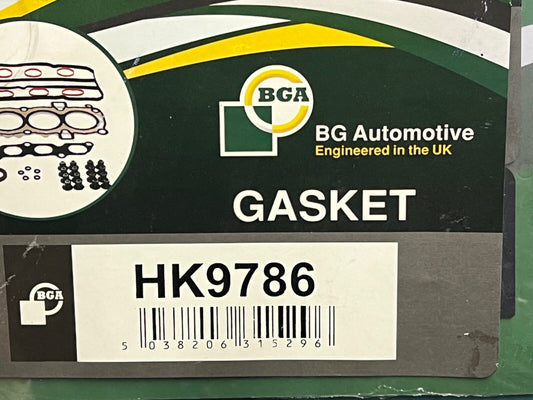 BGA
BG Automotive
Engineered in the UK
GASKET
BGA
HK9786
5 038206 315296